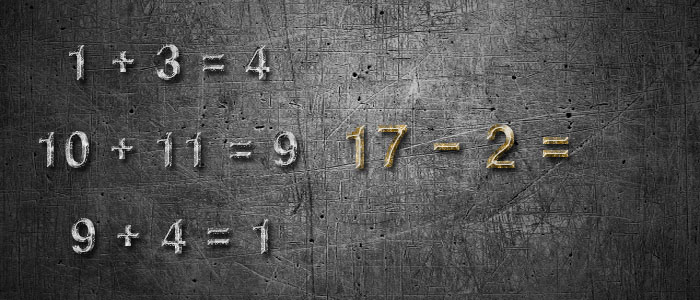 1 + 3 = 4
10 + 11 = 9
17 − 2 =
9 + 4 = 1